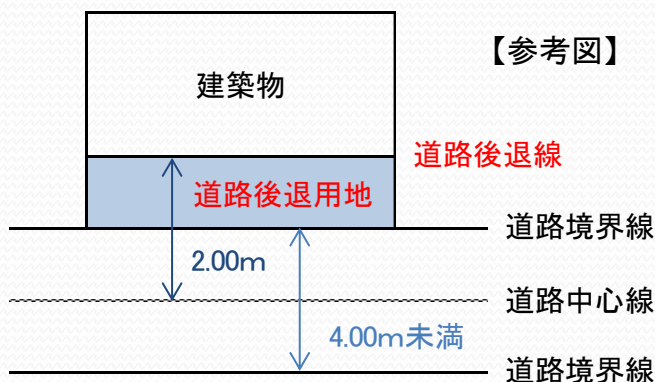 【参考図】
建築物
道路後退線
道路後退用地
道路境界線
2.00m
道路中心線
4.00m未満
道路境界線